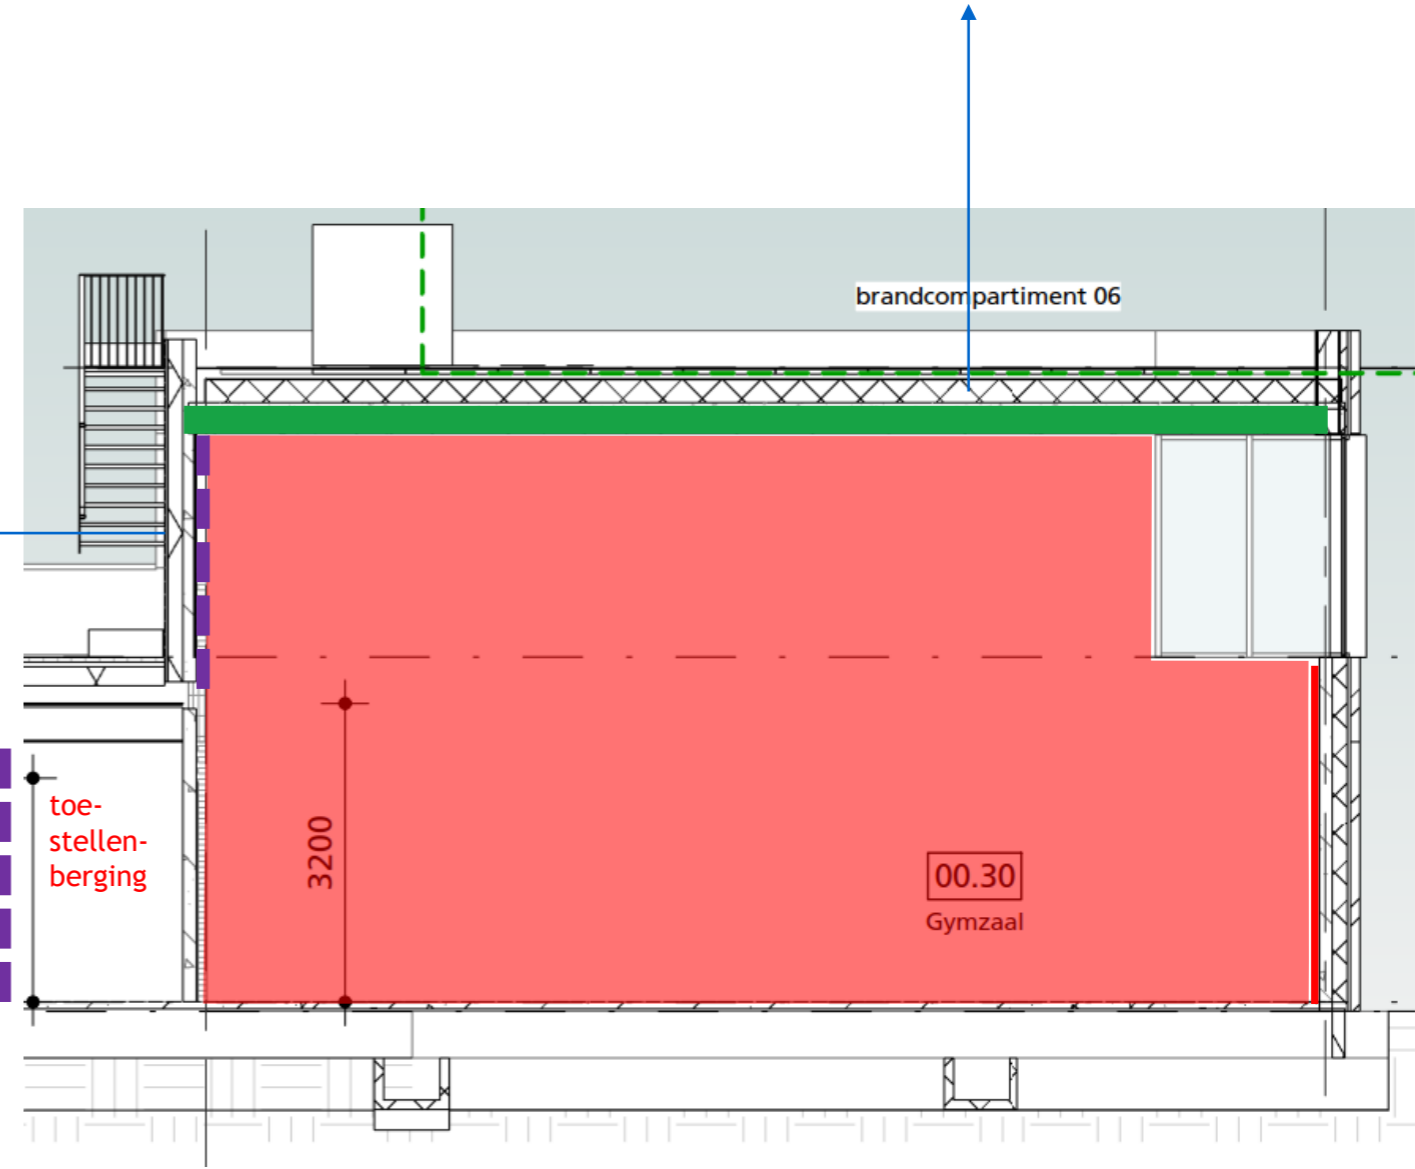 brandcompartiment 06
toe-
stellen-
berging
3200
00.30
Gymzaal